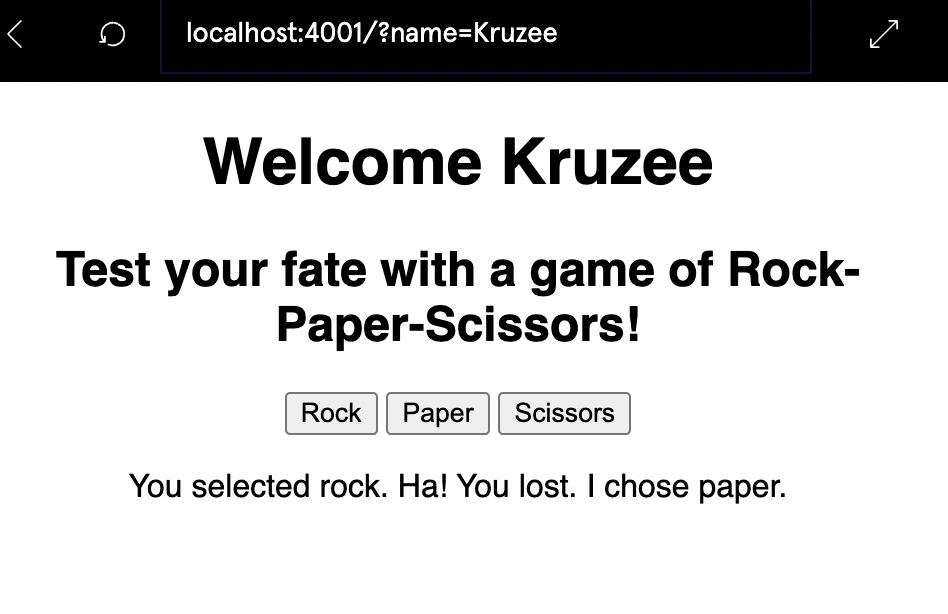 localhost:4001/?name=Kruzee
Welcome Kruzee
Test your fate with a game of Rock-
Paper-Scissors!
Rock Paper Scissors
You selected rock. Ha! You lost. I chose paper.